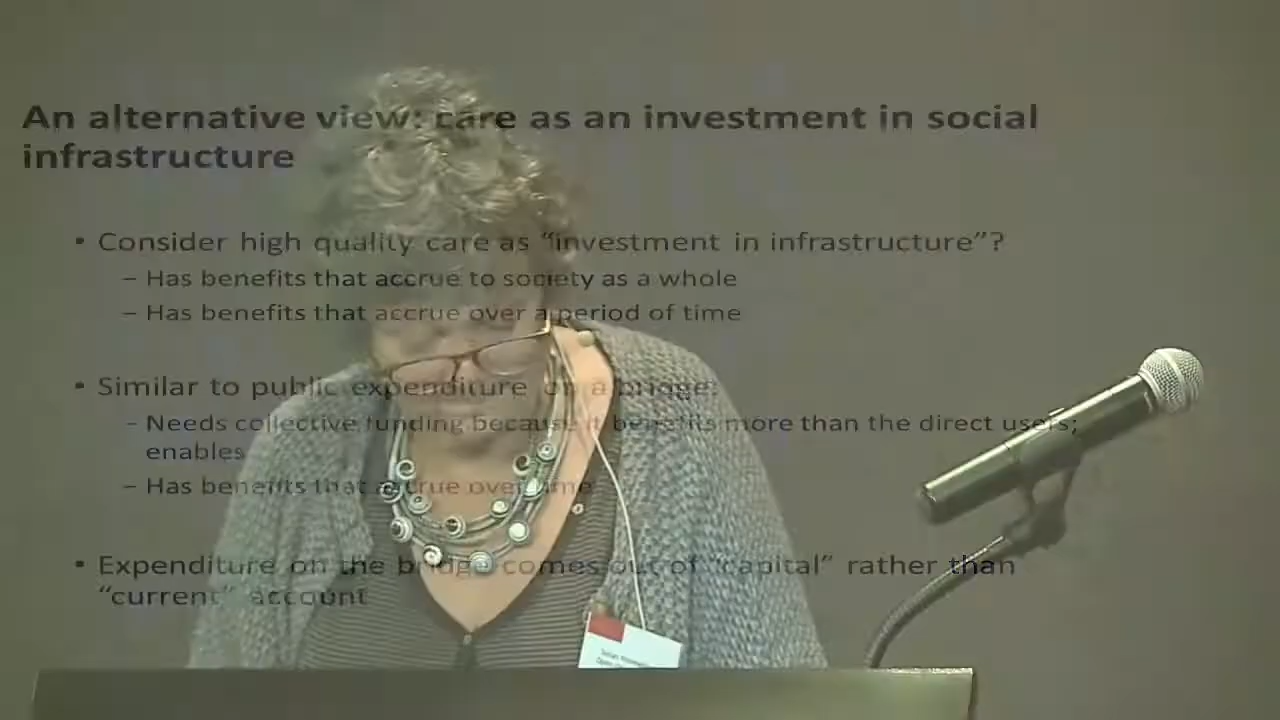 An alternative view: care as an investment in social
infrastructure
• Consider high quality care as “investment in infrastructure”?
– Has benefits that accrue to society as a whole
– Has benefits that accrue over a period of time
• Similar to public expenditure on a bridge:
- Needs collective funding because it benefits more than the direct users;
enables
– Has benefits that accrue over time
• Expenditure on the bridge comes out of “capital” rather than
“current” account